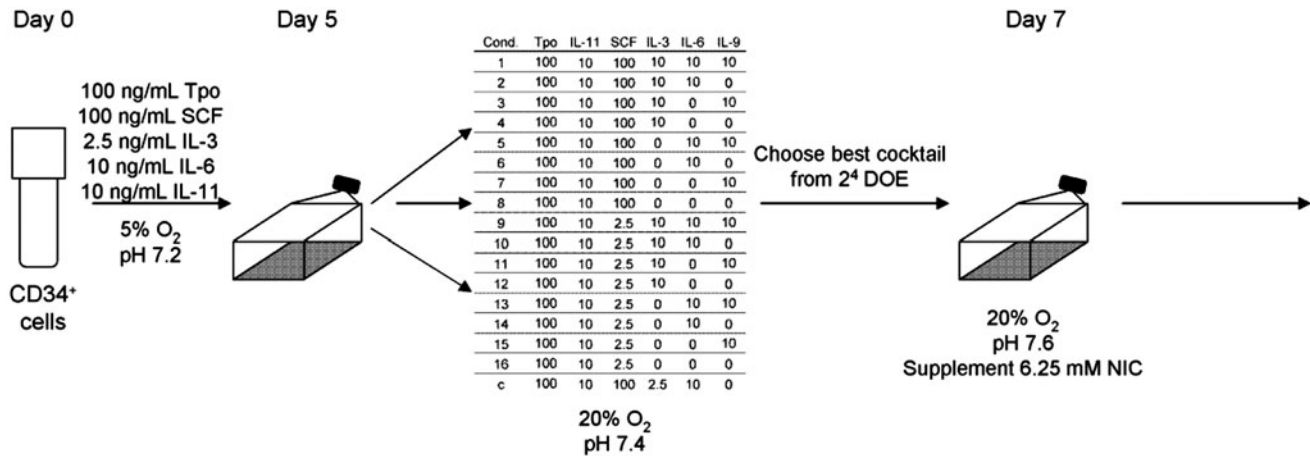 Day 0
Day 5
Day 7
100 ng/mL Tpo
100 ng/mL SCF
2.5 ng/mL IL-3
10 ng/mL IL-6
10 ng/mL IL-11
5% O₂
pH 7.2
CD34⁺
cells
Cond. Tpo IL-11 SCF IL-3 IL-6 IL-9
1 100 10 100 10 10 10
2 100 10 100 10 10 0
3 100 10 100 10 0 10
4 100 10 100 10 0 0
5 100 10 100 0 10 10
6 100 10 100 0 10 0
7 100 10 100 0 0 10
8 100 10 100 0 0 0
9 100 10 2.5 10 10 10
10 100 10 2.5 10 10 0
11 100 10 2.5 10 0 10
12 100 10 2.5 10 0 0
13 100 10 2.5 0 10 10
14 100 10 2.5 0 10 0
15 100 10 2.5 0 0 10
16 100 10 2.5 0 0 0
c 100 10 100 2.5 10 0
20% O₂
pH 7.4
Choose best cocktail
from 2⁴ DOE
20% O₂
pH 7.6
Supplement 6.25 mM NIC